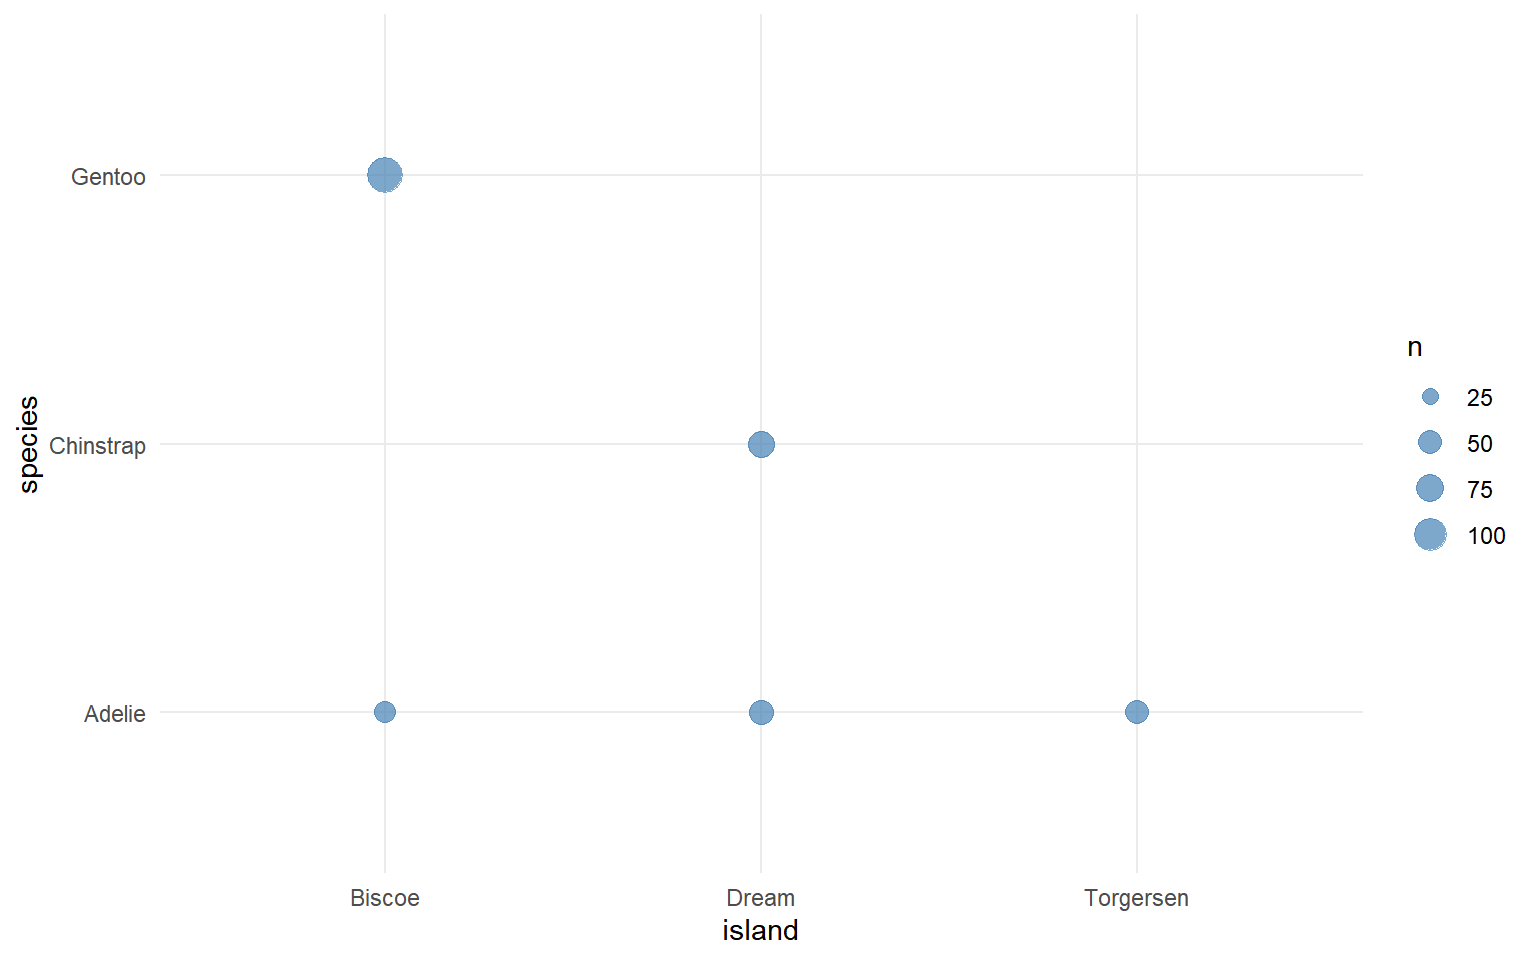 Gentoo
Chinstrap
Adelie
species
Biscoe
Dream
Torgersen
island
n
25
50
75
100